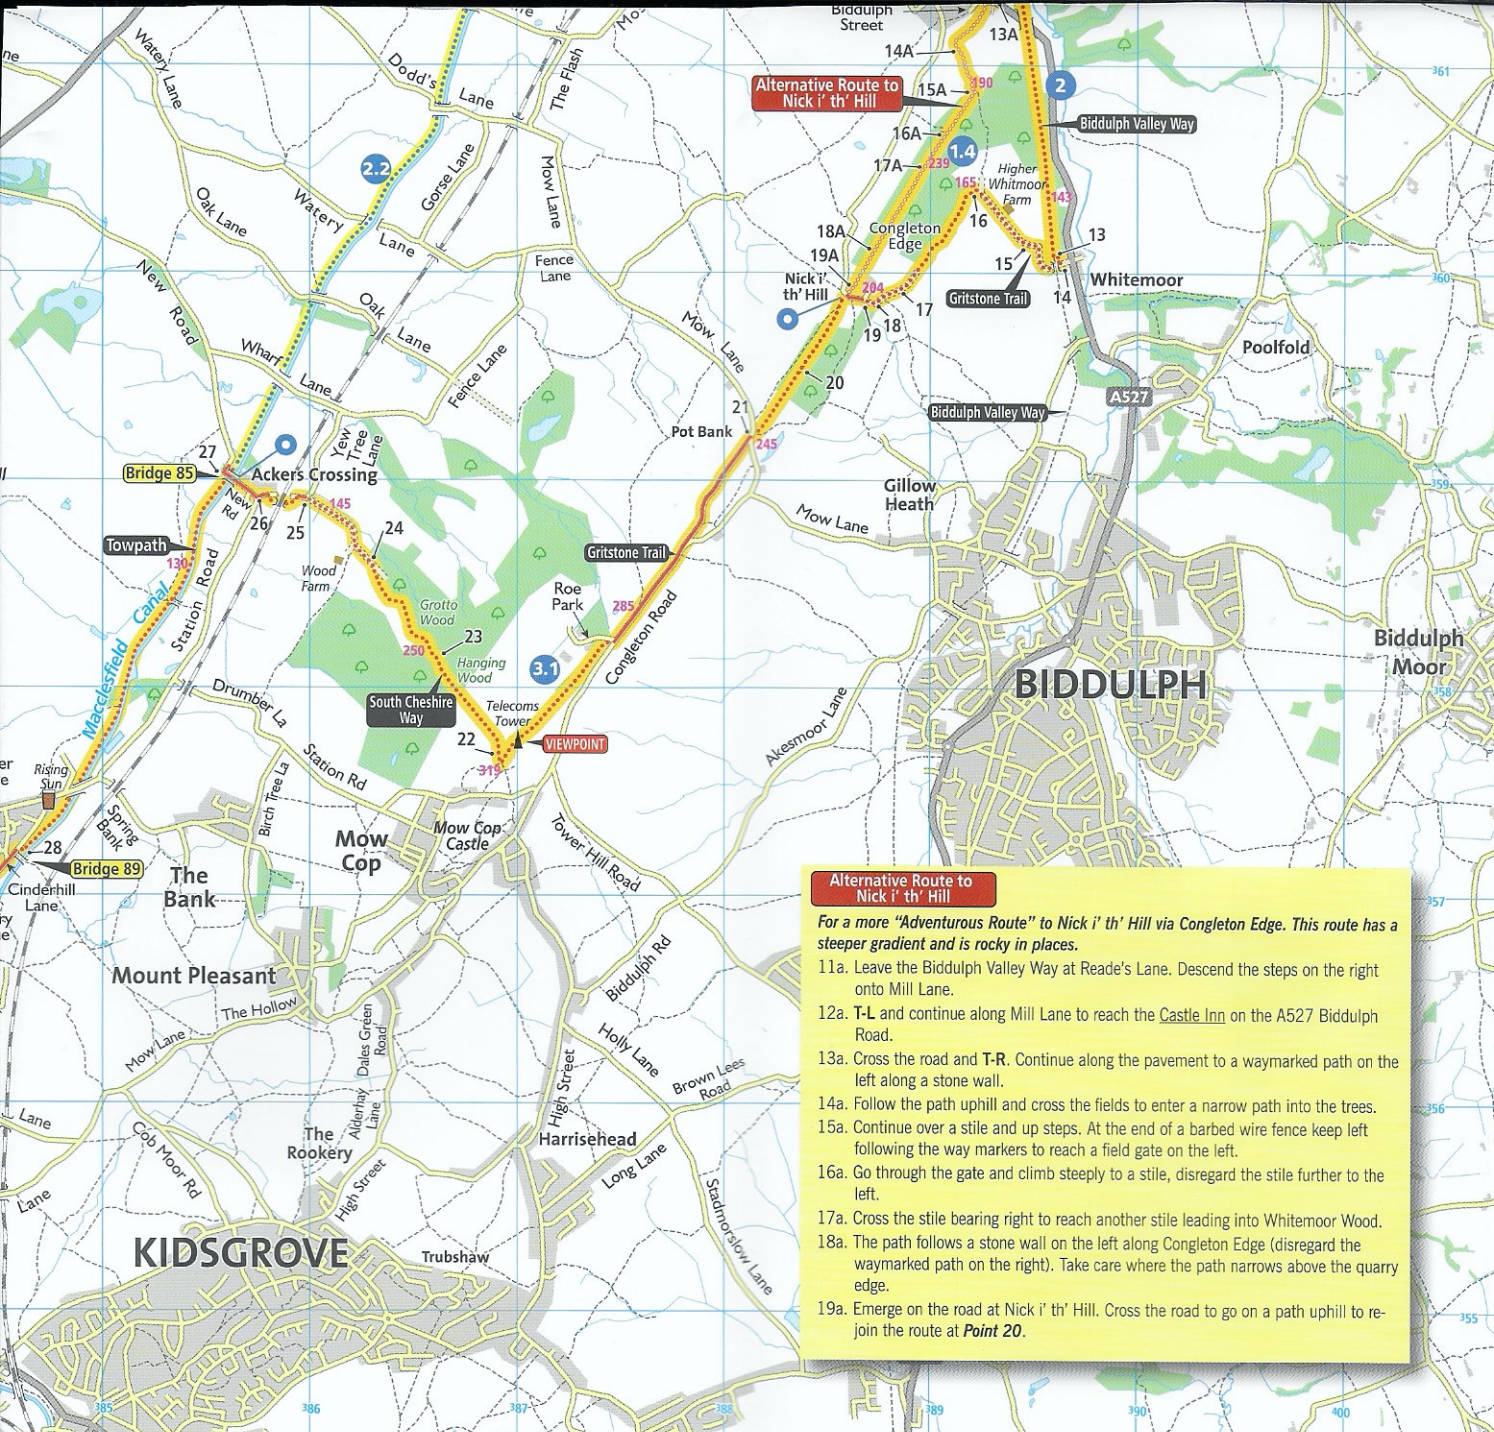 Biddulph
Street
13A
14A
361
Watery Lane
Dodd's
Lane
The Flash
Alternative Route to
Nick i' th' Hill
15A
190
2
Biddulph Valley Way
16A
1.4
239
17A
165
Higher
Whitmoor
Farm
143
16
2.2
Gorse Lane
Mow Lane
Oak Lane
Watery
Lane
18A
Congleton
Edge
19A
13
15
Whitemoor
360
Gritstone Trail
14
Fence
Lane
Nick i'
th' Hill
204
17
18
19
New
Road
Oak
Lane
Mow
Lane
Poolfold
Wharf
Lane
Fence Lane
20
A527
21
Biddulph Valley Way
Pot Bank
245
Yew
Tree
Lane
27
Bridge 85
Ackers Crossing
New
Rd
26
25
145
24
Gillow
Heath
359
Mow Lane
Towpath
130
Gritstone Trail
Wood
Farm
Station Road
Macclesfield Canal
Roe
Park
285
Grotto
Wood
23
250
Hanging
Wood
3.1
Congleton Road
Biddulph
Moor
358
BIDDULPH
South Cheshire
Way
Telecoms
Tower
22
VIEWPOINT
319
Drumber La
Station Rd
Akesmoor Lane
Rising
Sun
Spring
Bank
Birch Tree La
28
Bridge 89
Cinderhill
Lane
Mow
Cop
Mow Cop
Castle
Tower Hill Road
The
Bank
357
Mount Pleasant
The Hollow
Biddulph Rd
Mow Lane
Dales Green
Road
Holly Lane
Brown Lees
Road
High Street
Alderhay
Lane
Lane
The
Rookery
Cob Moor Rd
High Street
Harrisehead
Long Lane
356
Lane
Stadmorslow Lane
KIDSGROVE
Trubshaw
355
Alternative Route to
Nick i' th' Hill
For a more “Adventurous Route” to Nick i' th' Hill via Congleton Edge. This route has a
steeper gradient and is rocky in places.
11a. Leave the Biddulph Valley Way at Reade's Lane. Descend the steps on the right
onto Mill Lane.
12a. T-L and continue along Mill Lane to reach the Castle Inn on the A527 Biddulph
Road.
13a. Cross the road and T-R. Continue along the pavement to a waymarked path on the
left along a stone wall.
14a. Follow the path uphill and cross the fields to enter a narrow path into the trees.
15a. Continue over a stile and up steps. At the end of a barbed wire fence keep left
following the way markers to reach a field gate on the left.
16a. Go through the gate and climb steeply to a stile, disregard the stile further to the
left.
17a. Cross the stile bearing right to reach another stile leading into Whitemoor Wood.
18a. The path follows a stone wall on the left along Congleton Edge (disregard the
waymarked path on the right). Take care where the path narrows above the quarry
edge.
19a. Emerge on the road at Nick i' th' Hill. Cross the road to go on a path uphill to re-
join the route at Point 20.
385
386
387
388
389
390
400